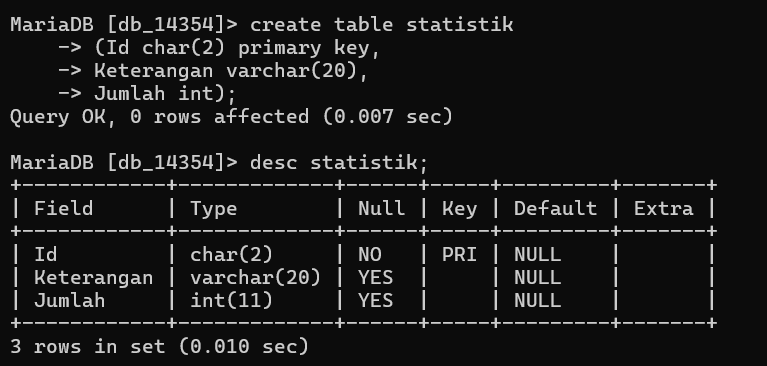 MariaDB [db_14354]> create table statistik
    -> (Id char(2) primary key,
    -> Keterangan varchar(20),
    -> Jumlah int);
Query OK, 0 rows affected (0.007 sec)

MariaDB [db_14354]> desc statistik;
+------------+-------------+------+-----+---------+-------+
| Field      | Type        | Null | Key | Default | Extra |
+------------+-------------+------+-----+---------+-------+
| Id         | char(2)     | NO   | PRI | NULL    |       |
| Keterangan | varchar(20) | YES  |     | NULL    |       |
| Jumlah     | int(11)     | YES  |     | NULL    |       |
+------------+-------------+------+-----+---------+-------+
3 rows in set (0.010 sec)